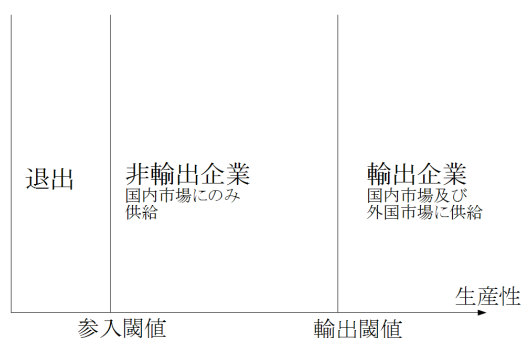 退出
非輸出企業
国内市場にのみ
供給
輸出企業
国内市場及び
外国市場に供給
生産性
参入閾値
輸出閾値